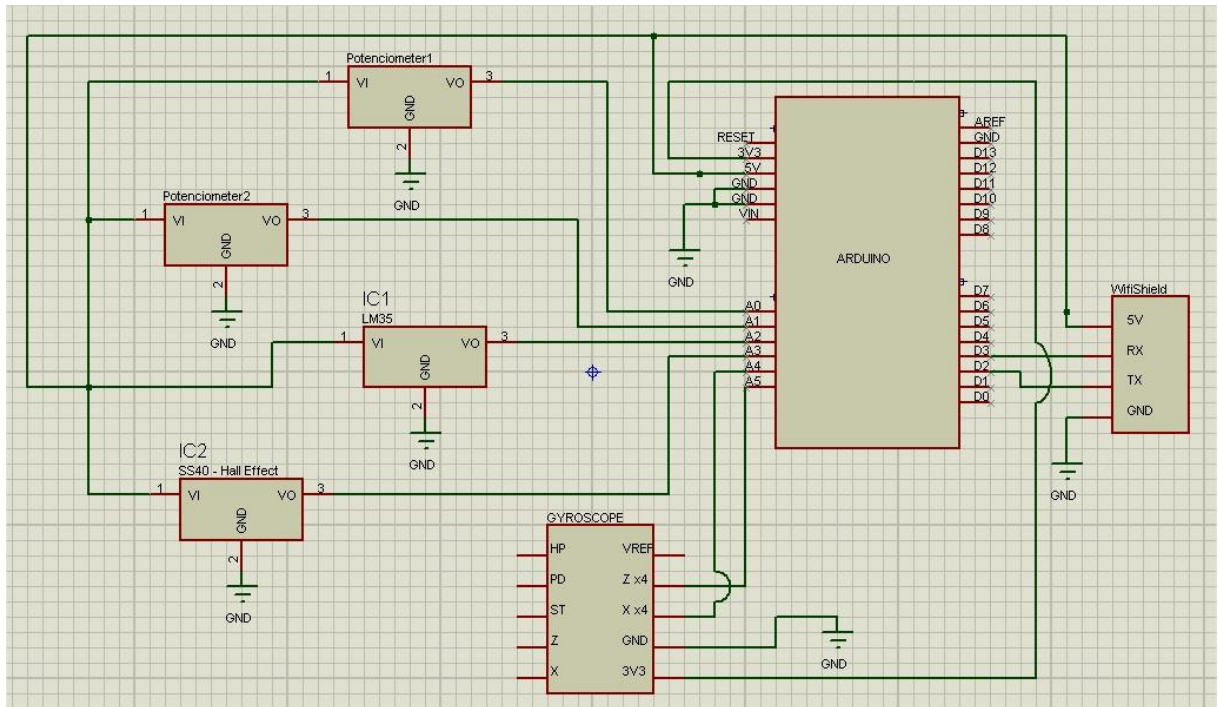 Potenciometer1
1 VI VO 3
GND
2
GND
Potenciometer2
1 VI VO 3
GND
2
GND
IC1
LM35
1 VI VO 3
GND
2
GND
IC2
SS40 - Hall Effect
1 VI VO 3
GND
2
GND
RESET
3V3
5V
GND
GND
VIN
GND
A0
A1
A2
A3
A4
A5
ARDUINO
AREF
GND
D13
D12
D11
D10
D9
D8
D7
D6
D5
D4
D3
D2
D1
D0
WifiShield
5V
RX
TX
GND
GND
GYROSCOPE
HP VREF
PD Z x4
ST X x4
Z GND
X 3V3
GND